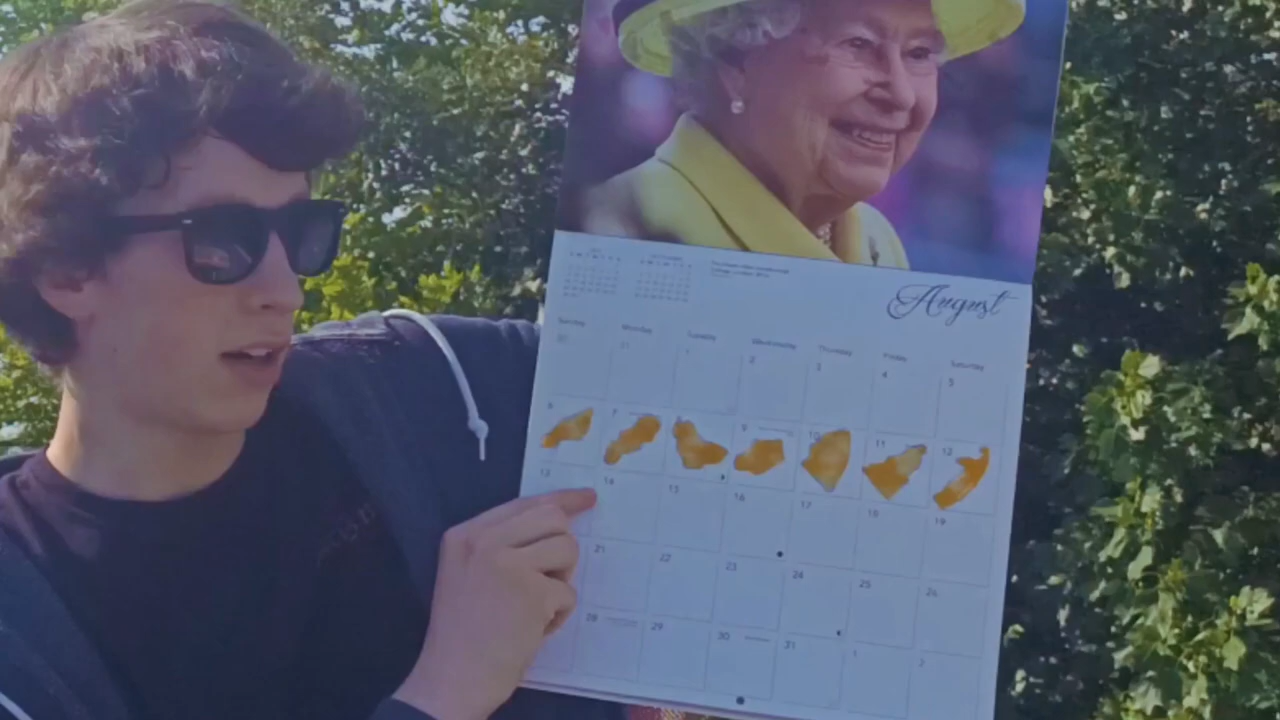 August
Sunday Monday Tuesday Wednesday Thursday Friday Saturday
31 1 2 3 4 5
6 7 8 9 10 11 12
13 14 15 16 17 18 19
21 22 23 24 25 26
28 29 30 31 1 2